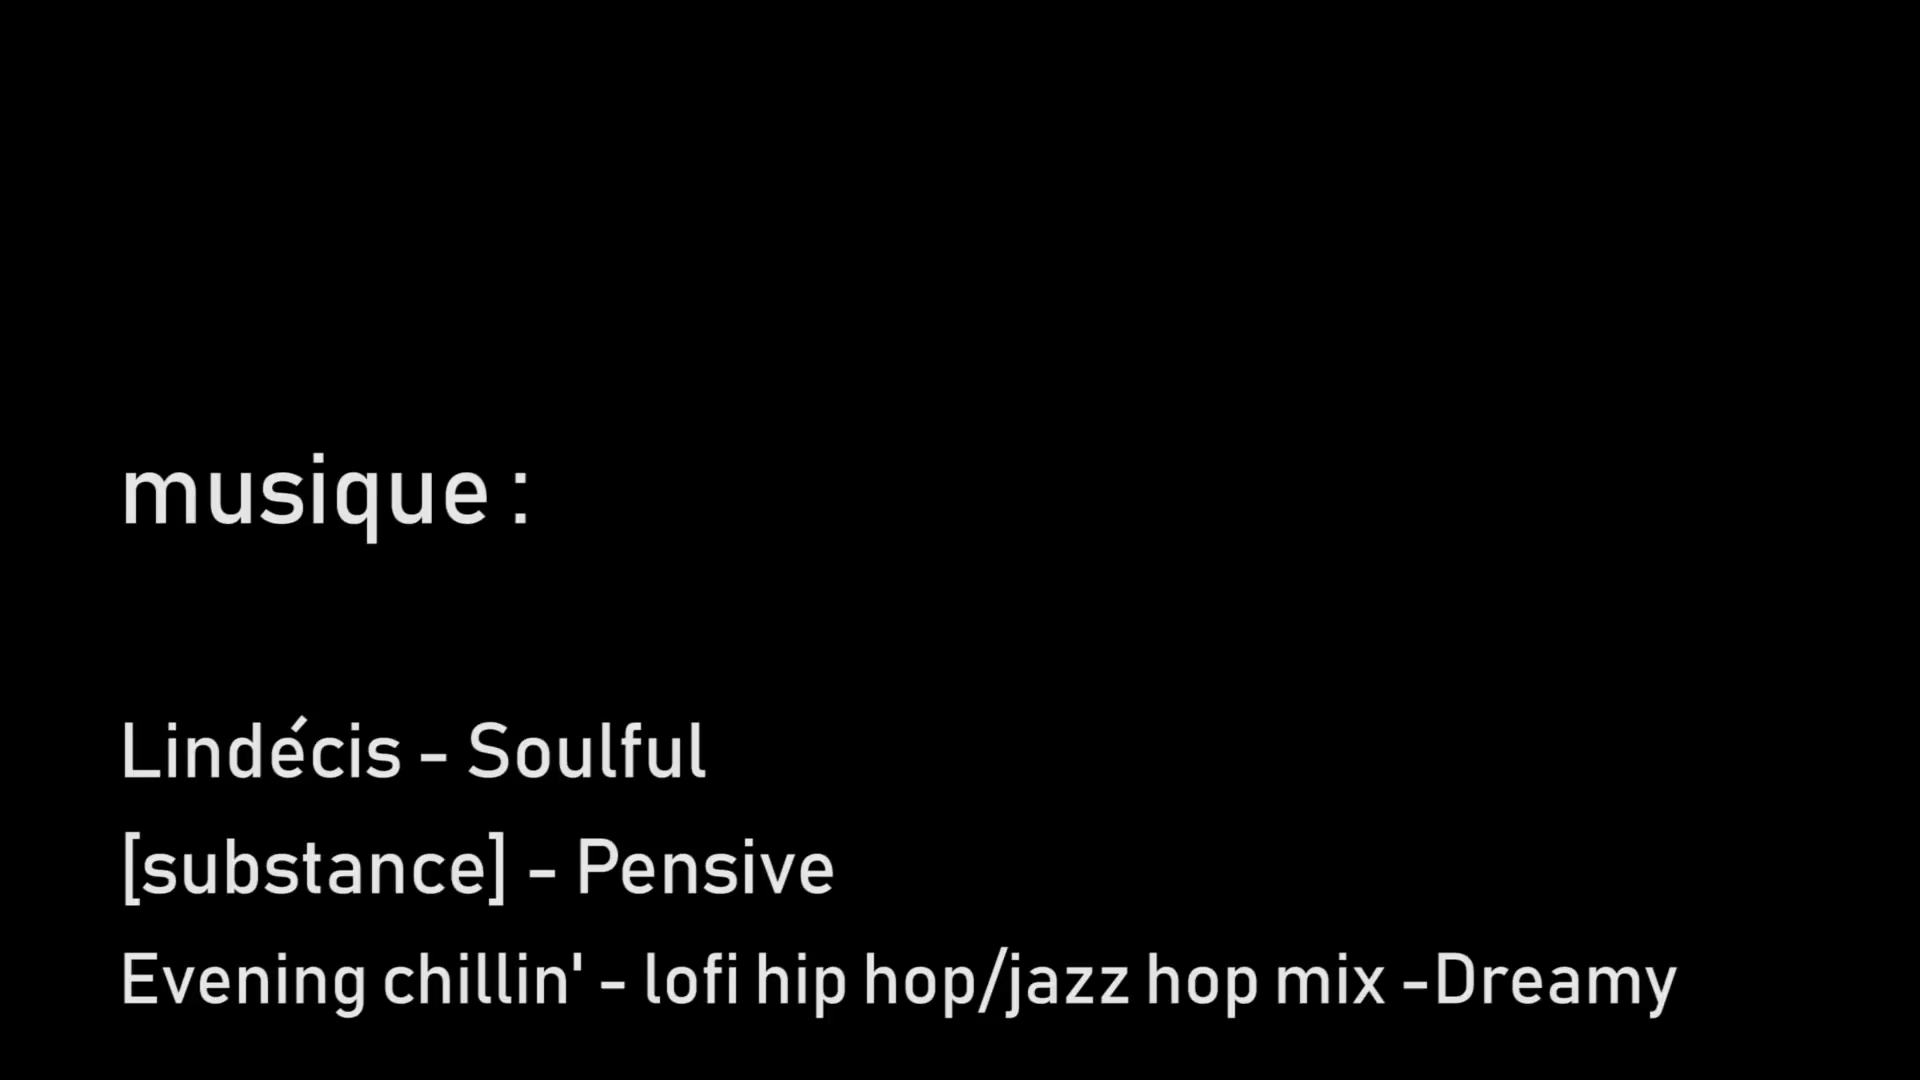 musique :
Lindécis - Soulful
[substance] - Pensive
Evening chillin' - lofi hip hop/jazz hop mix -Dreamy